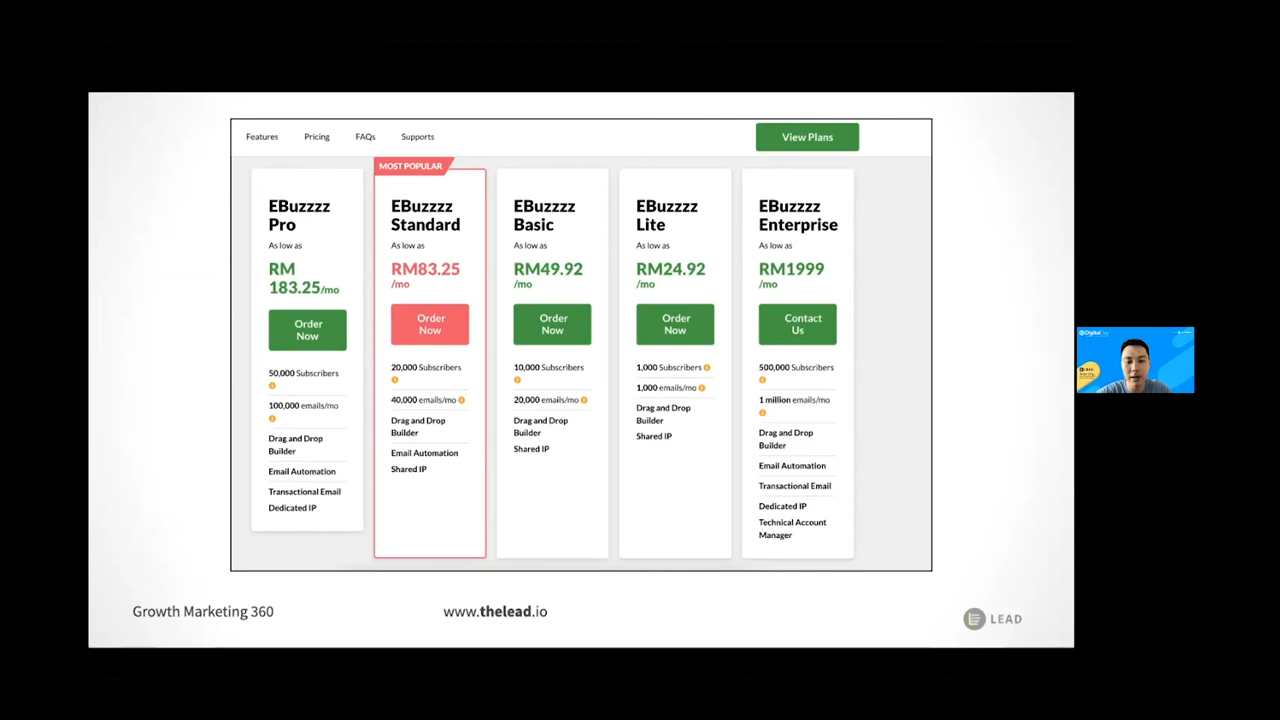 Features Pricing FAQs Supports View Plans
MOST POPULAR
EBuzzzz
Pro
As low as
RM
183.25/mo
Order
Now
50,000 Subscribers
100,000 emails/mo
Drag and Drop
Builder
Email Automation
Transactional Email
Dedicated IP
EBuzzzz
Standard
As low as
RM83.25
/mo
Order
Now
20,000 Subscribers
40,000 emails/mo
Drag and Drop
Builder
Email Automation
Shared IP
EBuzzzz
Basic
As low as
RM49.92
/mo
Order
Now
10,000 Subscribers
20,000 emails/mo
Drag and Drop
Builder
Shared IP
EBuzzzz
Lite
As low as
RM24.92
/mo
Order
Now
1,000 Subscribers
1,000 emails/mo
Drag and Drop
Builder
Shared IP
EBuzzzz
Enterprise
As low as
RM1999
/mo
Contact
Us
500,000 Subscribers
1 million emails/mo
Drag and Drop
Builder
Email Automation
Transactional Email
Dedicated IP
Technical Account
Manager
Growth Marketing 360
www.thelead.io
LEAD
Digital
LEAD